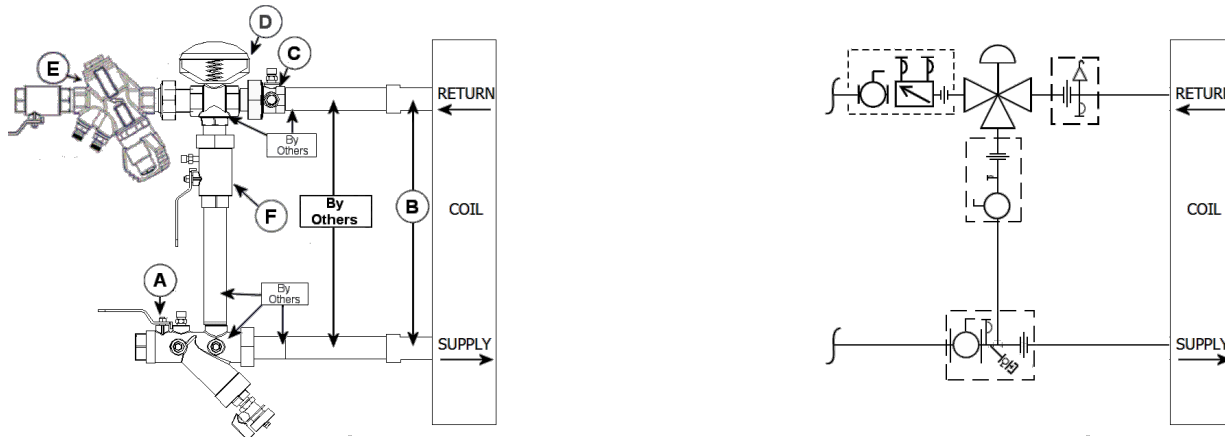 D
C
E
RETURN
By
Others
F
By
Others
B
COIL
A
By
Others
SUPPLY
RETURN
COIL
SUPPLY